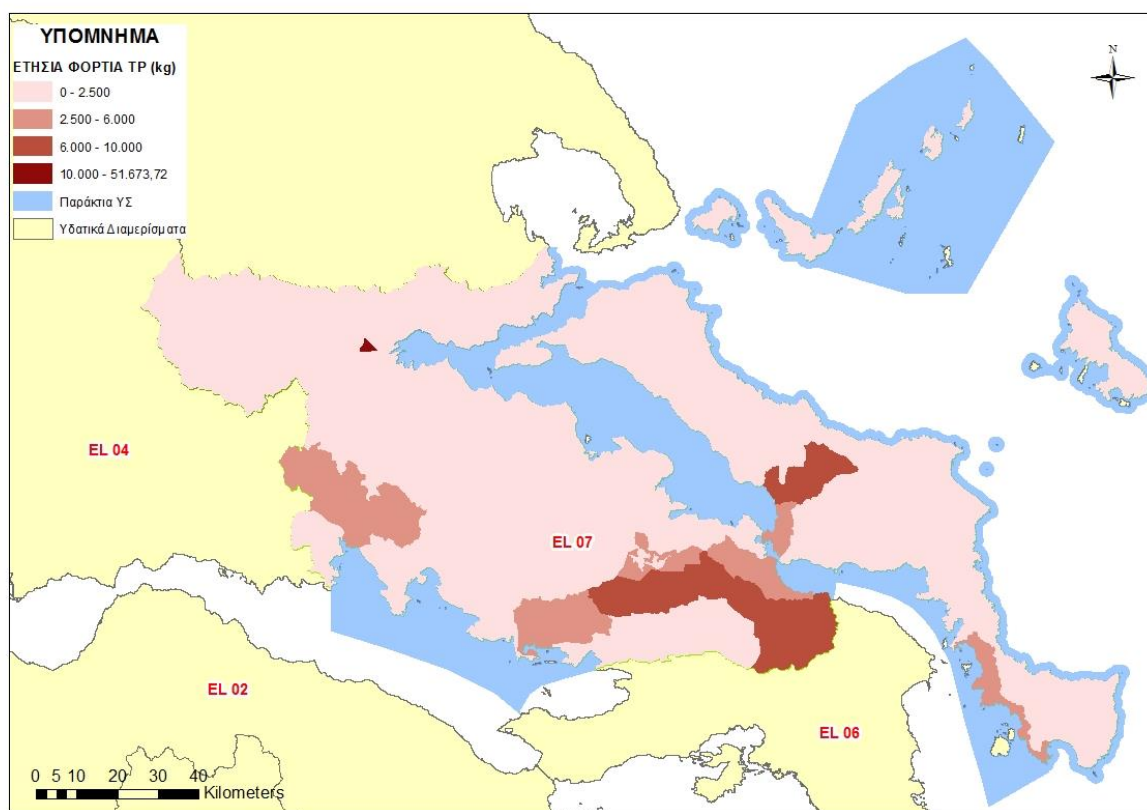 ΥΠΟΜΝΗΜΑ
ΕΤΗΣΙΑ ΦΟΡΤΙΑ TP (kg)
0 - 2.500
2.500 - 6.000
6.000 - 10.000
10.000 - 51.673,72
Παράκτια ΥΣ
Υδατικά Διαμερίσματα
N
EL 04
EL 07
EL 02
EL 06
0 5 10 20 30 40
Kilometers